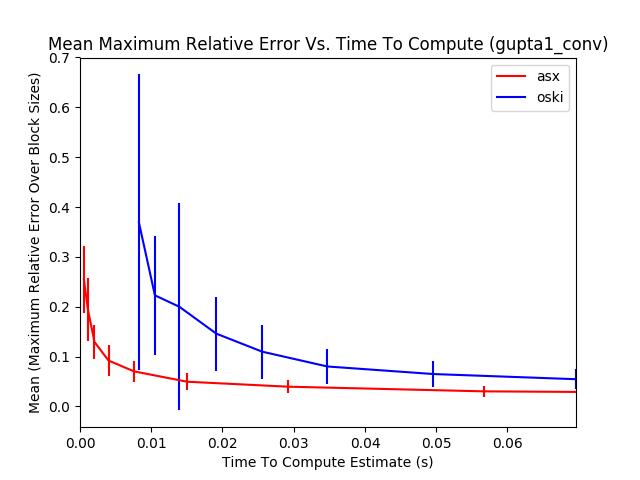 Mean Maximum Relative Error Vs. Time To Compute (gupta1_conv)
asx
oski
Mean (Maximum Relative Error Over Block Sizes)
0.7
0.6
0.5
0.4
0.3
0.2
0.1
0.0
0.00 0.01 0.02 0.03 0.04 0.05 0.06
Time To Compute Estimate (s)